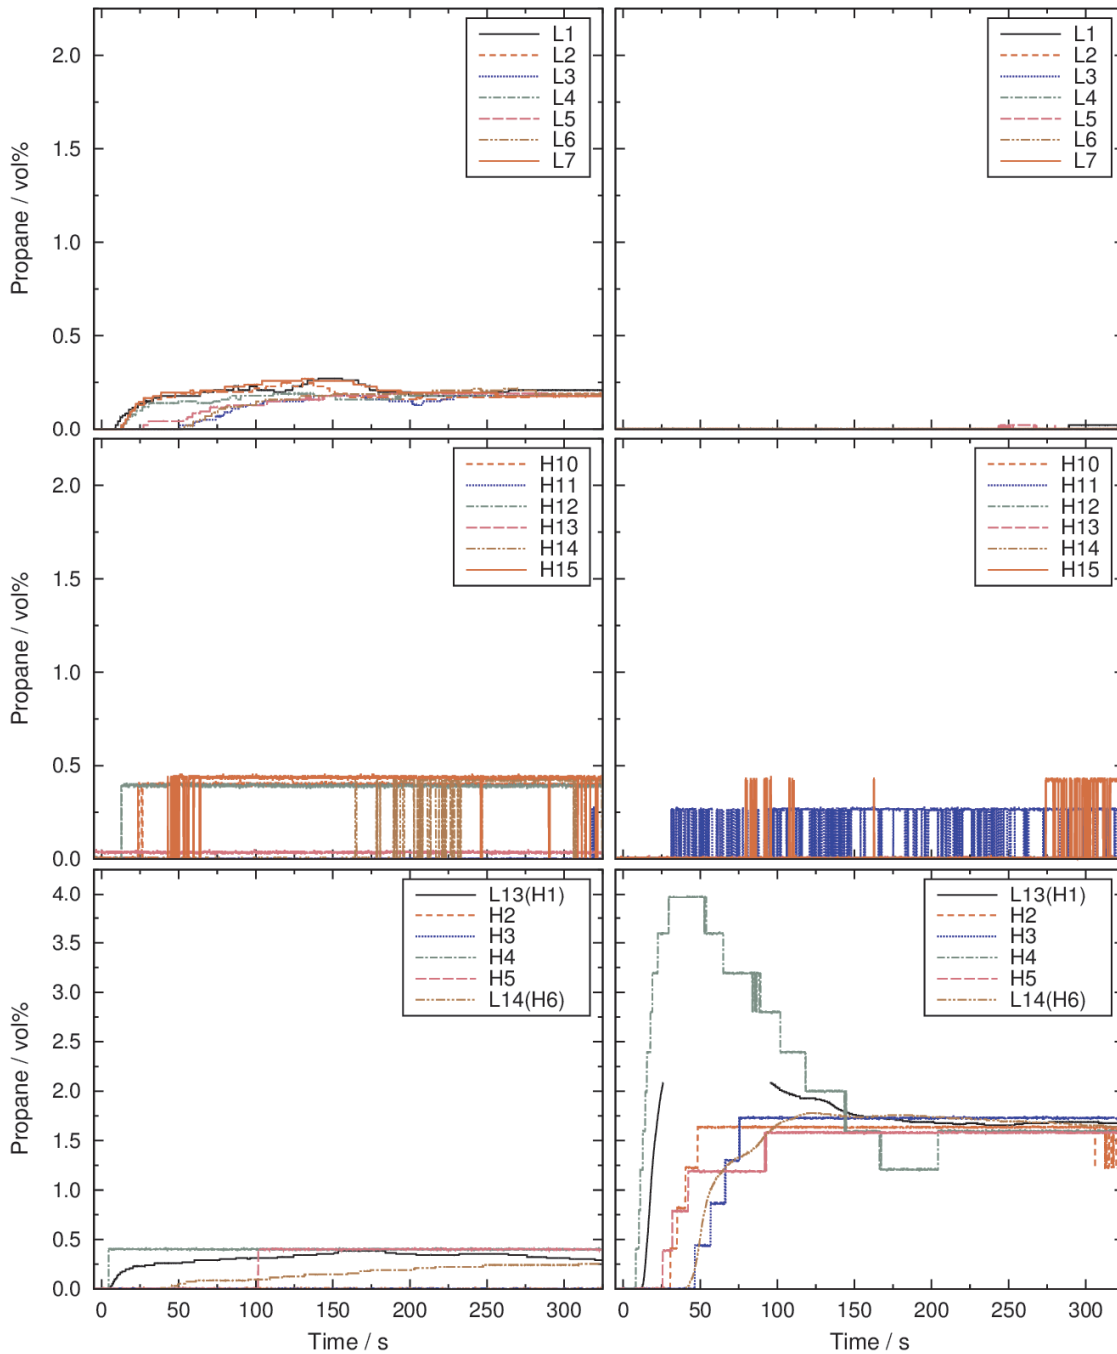 Propane / vol%
2.0
1.5
1.0
0.5
0.0
L1
L2
L3
L4
L5
L6
L7
L1
L2
L3
L4
L5
L6
L7
Propane / vol%
2.0
1.5
1.0
0.5
0.0
H10
H11
H12
H13
H14
H15
H10
H11
H12
H13
H14
H15
Propane / vol%
4.0
3.5
3.0
2.5
2.0
1.5
1.0
0.5
0.0
L13(H1)
H2
H3
H4
H5
L14(H6)
L13(H1)
H2
H3
H4
H5
L14(H6)
0 50 100 150 200 250 300
0 50 100 150 200 250 300
Time / s
Time / s